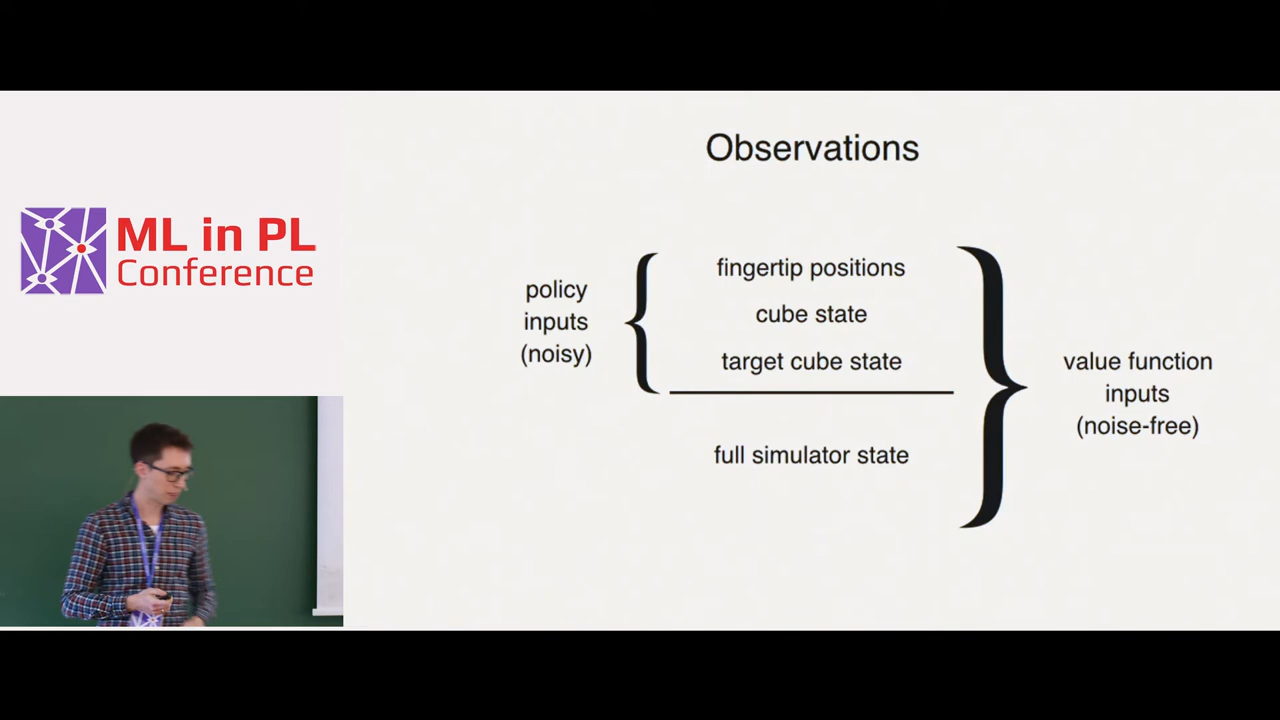 ML in PL
Conference
Observations
policy
inputs
(noisy)
fingertip positions
cube state
target cube state
full simulator state
value function
inputs
(noise-free)